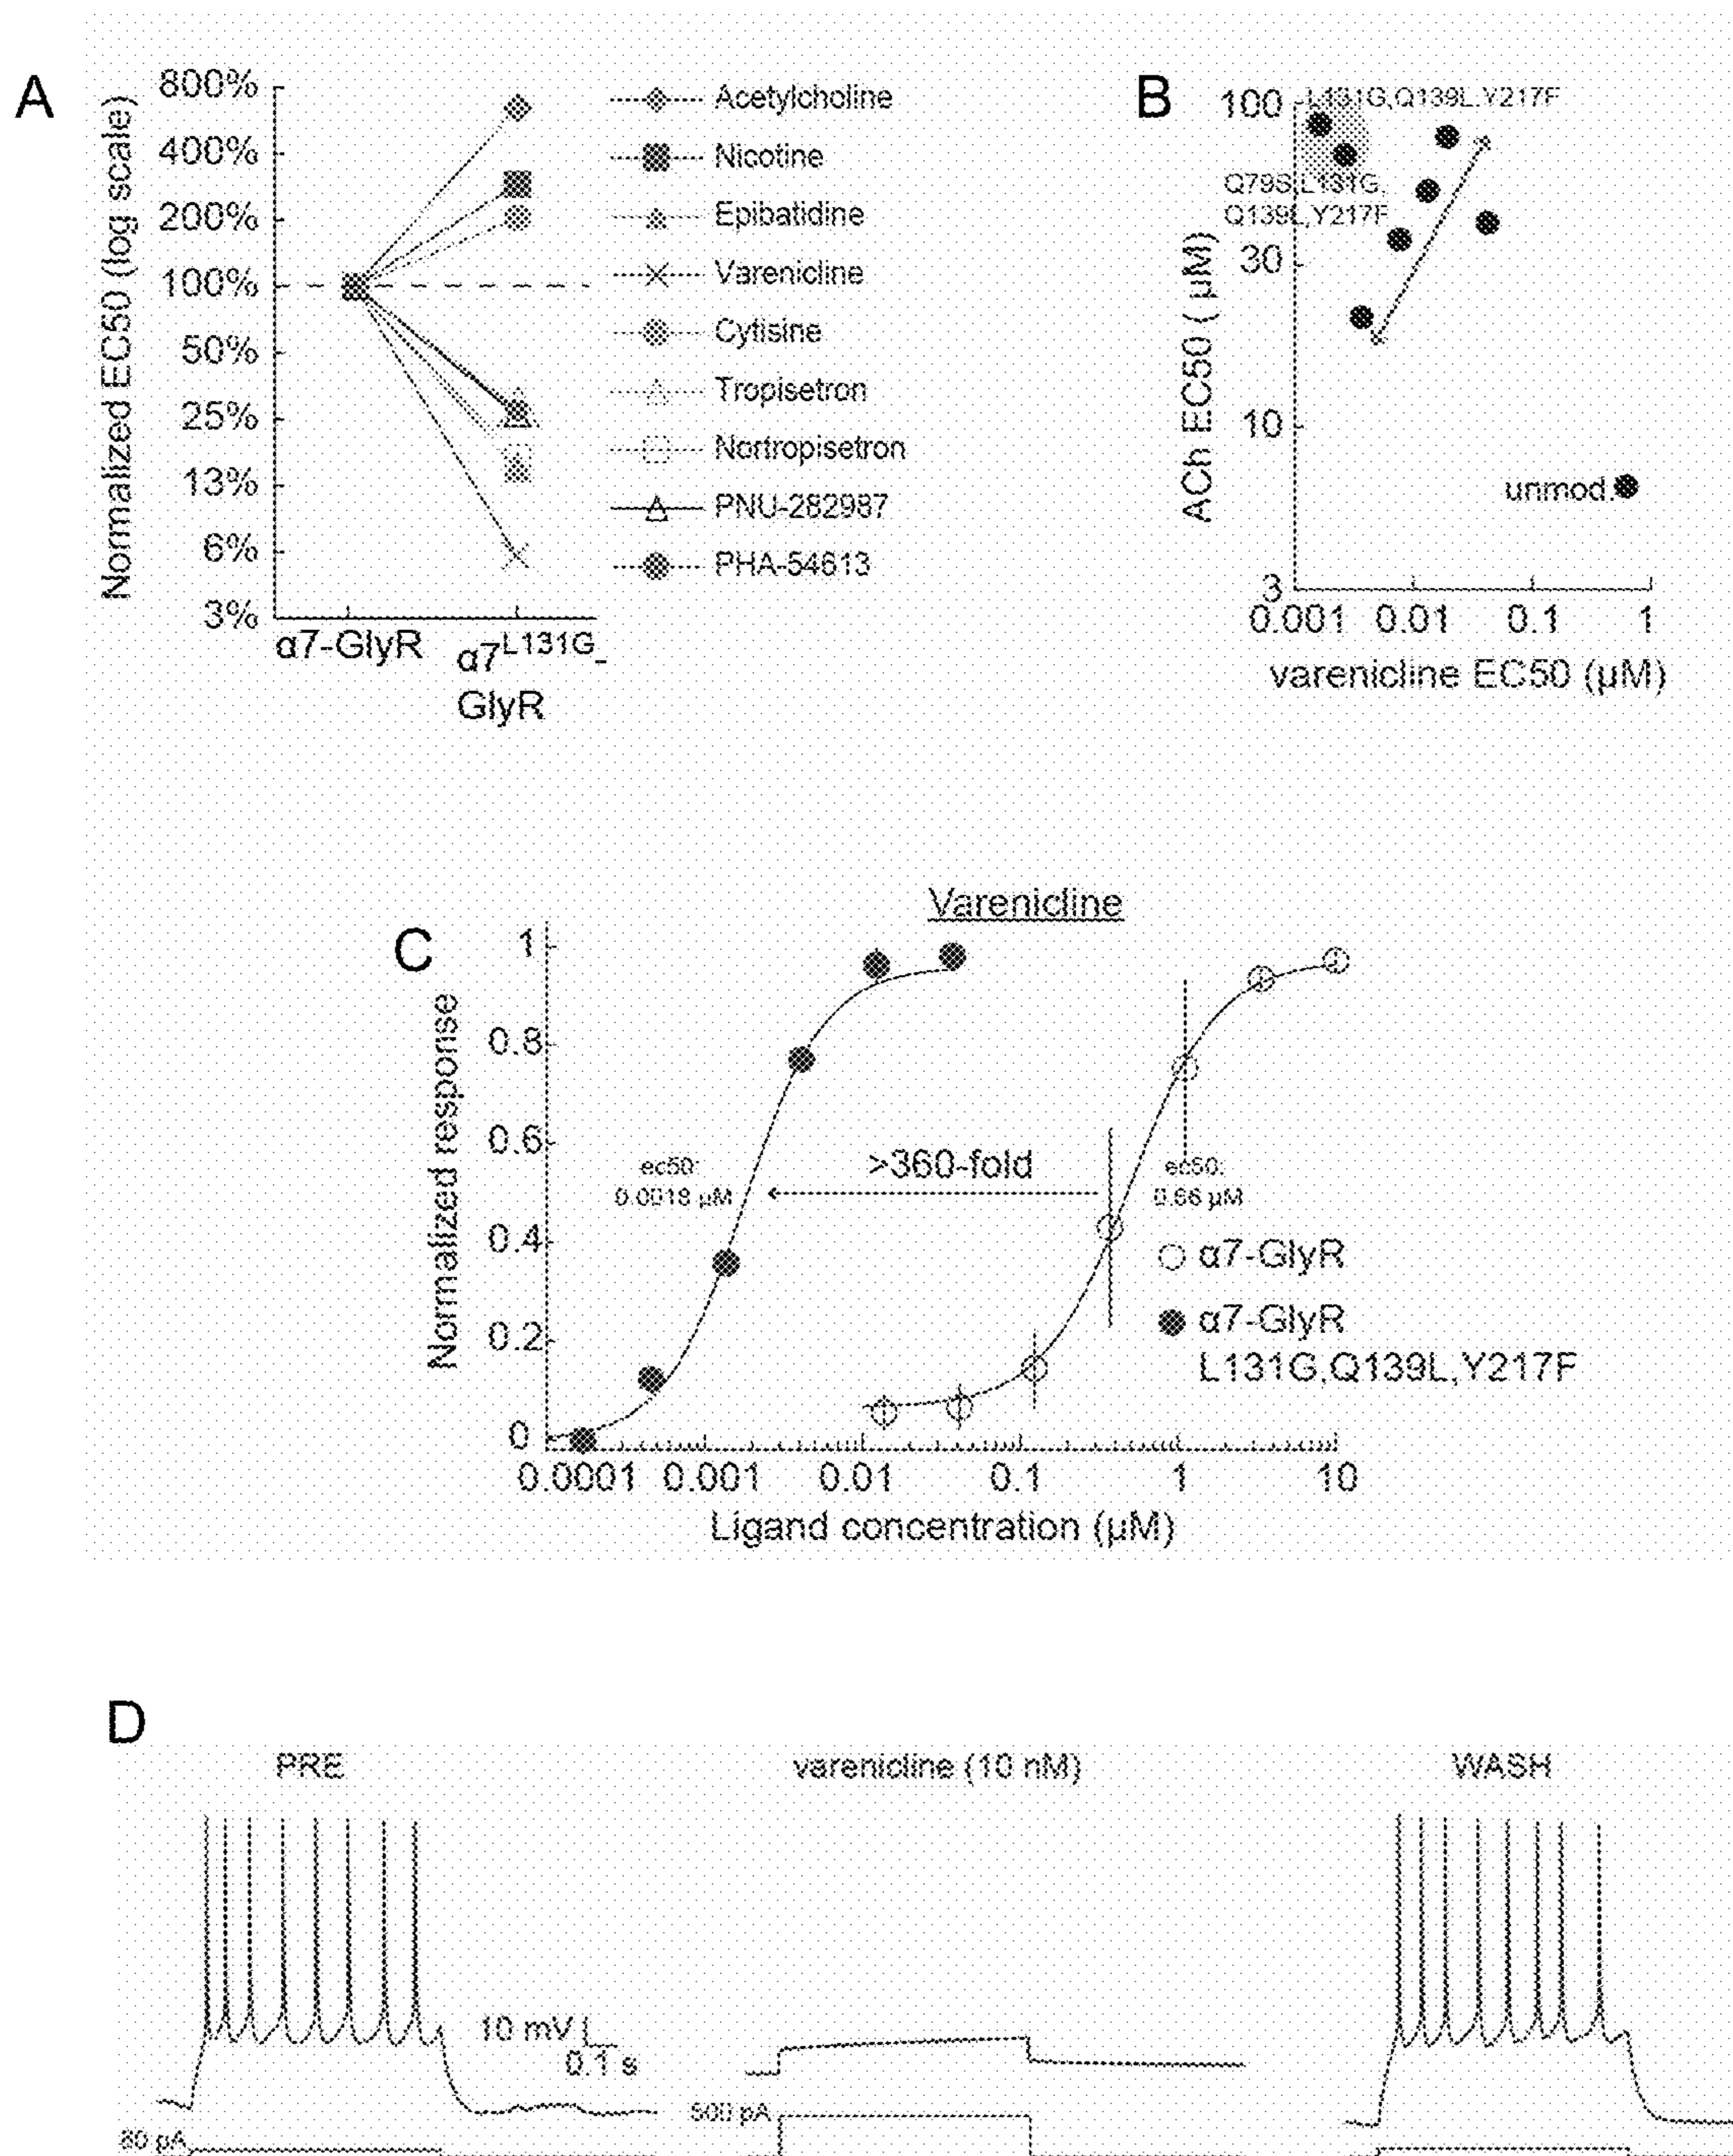 A
Normalized EC50 (log scale)
800%
400%
200%
100%
50%
25%
13%
6%
3%
α7-GlyR
α7L131G-
GlyR
Acetylcholine
Nicotine
Epibatidine
Varenicline
Cytisine
Tropisetron
Nortropisetron
PNU-282987
PHA-54613
B
ACh EC50 ( µM)
100
30
10
3
L131G,Q139L,Y217F
Q79S,L131G,
Q139L,Y217F
unmod.
0.001 0.01 0.1 1
varenicline EC50 (µM)
C
Varenicline
Normalized response
1
0.8
0.6
0.4
0.2
0
ec50:
0.0018 µM
>360-fold
ec50:
0.66 µM
α7-GlyR
α7-GlyR
L131G,Q139L,Y217F
0.0001 0.001 0.01 0.1 1 10
Ligand concentration (µM)
D
PRE
varenicline (10 nM)
WASH
10 mV
0.1 s
80 pA
500 pA